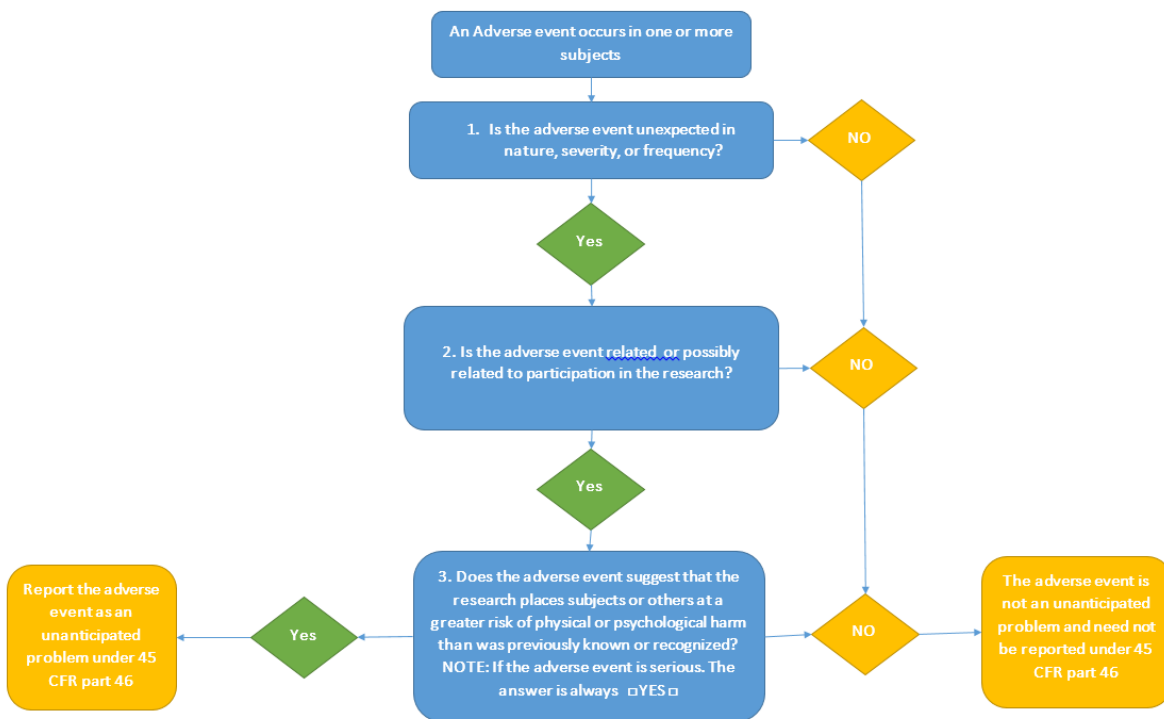 An Adverse event occurs in one or more
subjects
1. Is the adverse event unexpected in
nature, severity, or frequency?
NO
Yes
2. Is the adverse event related or possibly
related to participation in the research?
NO
Yes
3. Does the adverse event suggest that the
research places subjects or others at a
greater risk of physical or psychological harm
than was previously known or recognized?
NOTE: If the adverse event is serious. The
answer is always □YES□
Yes
Report the adverse
event as an
unanticipated
problem under 45
CFR part 46
NO
The adverse event is
not an unanticipated
problem and need not
be reported under 45
CFR part 46